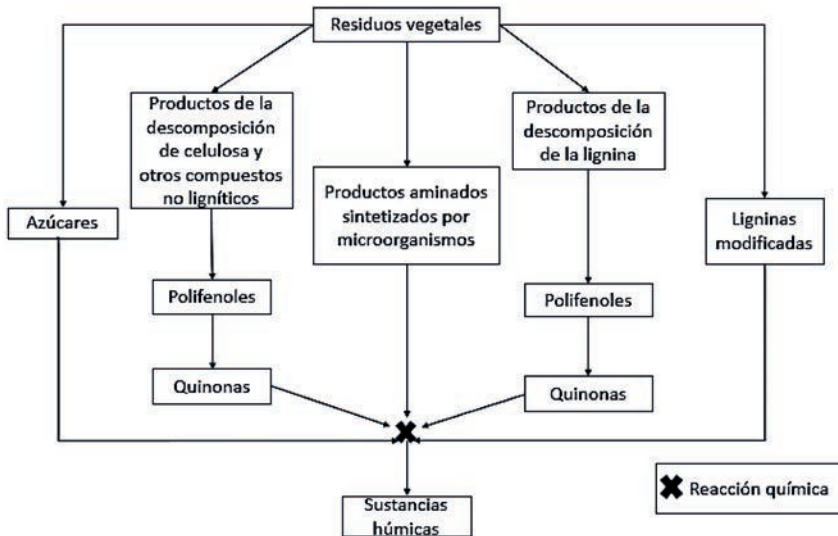 Residuos vegetales
Productos de la
descomposición
de celulosa y
otros compuestos
no ligníticos
Productos de la
descomposición
de la lignina
Productos aminados
sintetizados por
microorganismos
Azúcares
Ligninas
modificadas
Polifenoles
Polifenoles
Quinonas
Quinonas
Reacción química
Sustancias
húmicas